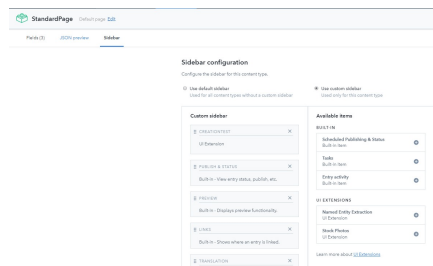 StandardPage Default page Edit
Fields (3) JSON preview Sidebar
Sidebar configuration
Configure the sidebar for this content type.
Use default sidebar
Used for all content types without a custom sidebar
Use custom sidebar
Used only for this content type
Custom sidebar
UI Extension
PUBLISH & STATUS
Built-in - View entry status, publish, etc.
PREVIEW
Built-in - Displays preview functionality.
LINKS
Built-in - Shows where an entry is linked.
TRANSLATION
Available items
BUILT-IN
Scheduled Publishing & Status
Built-in item
Tasks
Built-in item
Entry activity
Built-in item
UI EXTENSIONS
Named Entity Extraction
UI Extension
Stock Photos
UI Extension
Learn more about UI Extensions